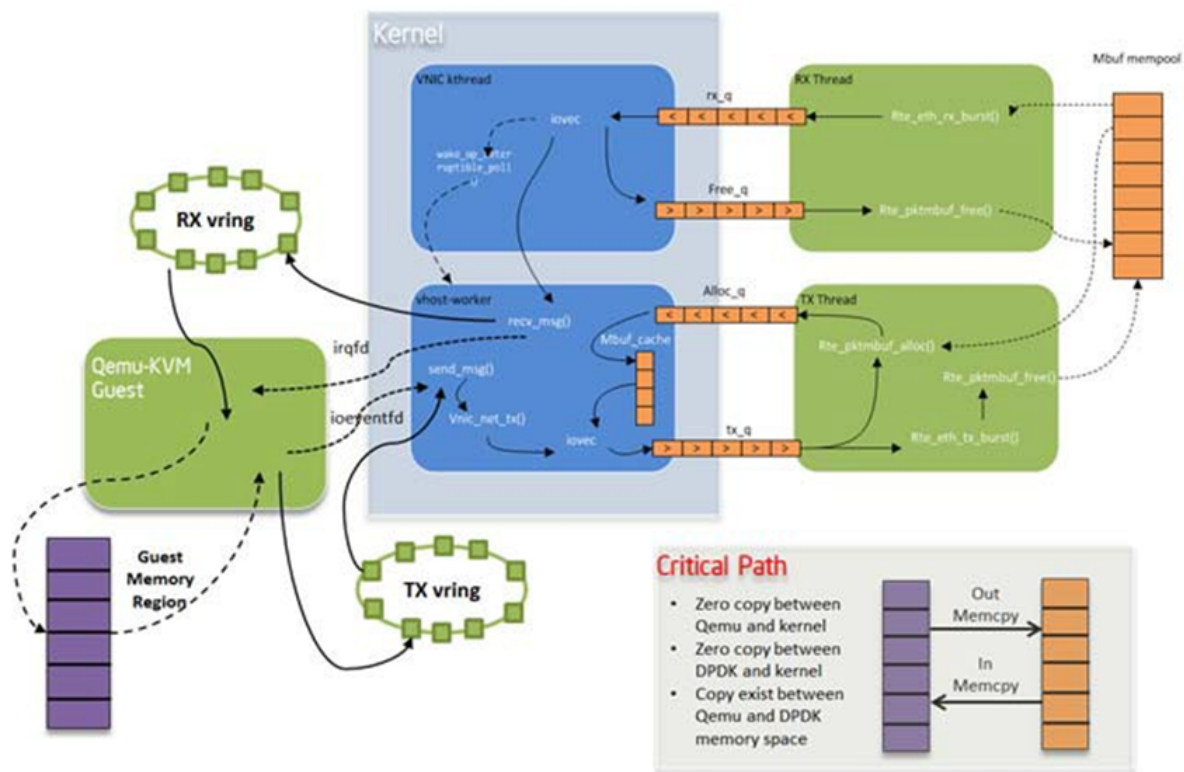 Kernel
VNIC kthread
iovec
wake_up_inter
ruptible_poll
()
rx_q
< < < < <
Free_q
> > > > >
RX Thread
Rte_eth_rx_burst()
Rte_pktmbuf_free()
Mbuf mempool
RX vring
vhost-worker
recv_msg()
send_msg()
Vnic_net_tx()
Mbuf_cache
iovec
Alloc_q
< < < < <
tx_q
> > > > >
TX Thread
Rte_pktmbuf_alloc()
Rte_pktmbuf_free()
Rte_eth_tx_burst()
Qemu-KVM
Guest
irqfd
ioeventfd
Guest
Memory
Region
TX vring
Critical Path
• Zero copy between
Qemu and kernel
• Zero copy between
DPDK and kernel
• Copy exist between
Qemu and DPDK
memory space
Out
Memcpy
In
Memcpy